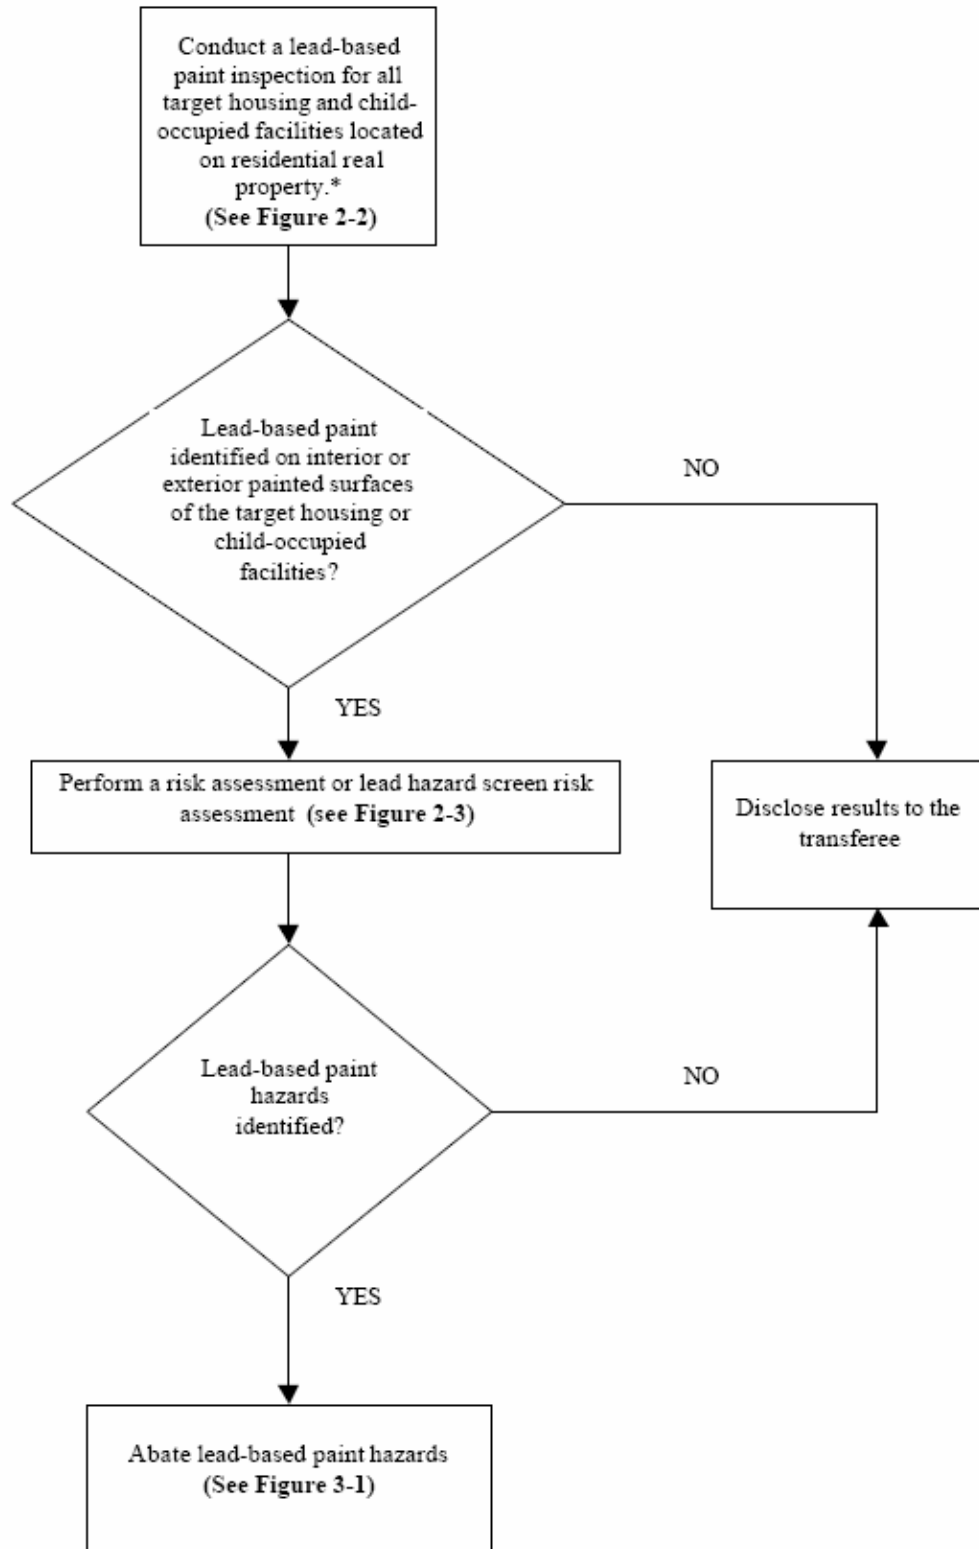 Conduct a lead-based
paint inspection for all
target housing and child-
occupied facilities located
on residential real
property.*
(See Figure 2-2)
Lead-based paint
identified on interior or
exterior painted surfaces
of the target housing or
child-occupied
facilities?
NO
YES
Perform a risk assessment or lead hazard screen risk
assessment (see Figure 2-3)
Disclose results to the
transferee
Lead-based paint
hazards
identified?
NO
YES
Abate lead-based paint hazards
(See Figure 3-1)